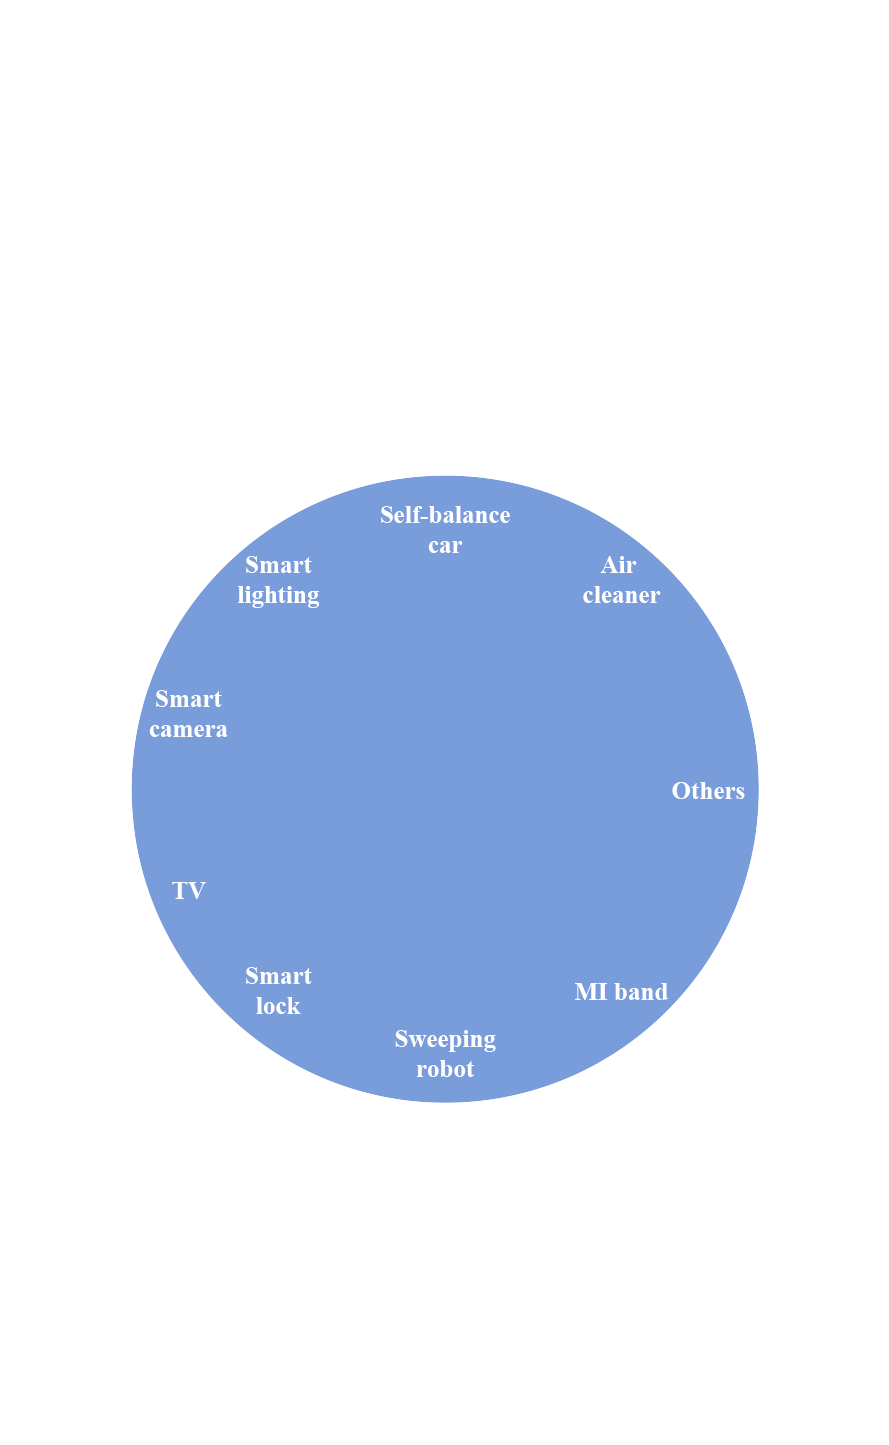 Self-balance
car
Smart
lighting
Air
cleaner
Smart
camera
Others
TV
Smart
lock
MI band
Sweeping
robot